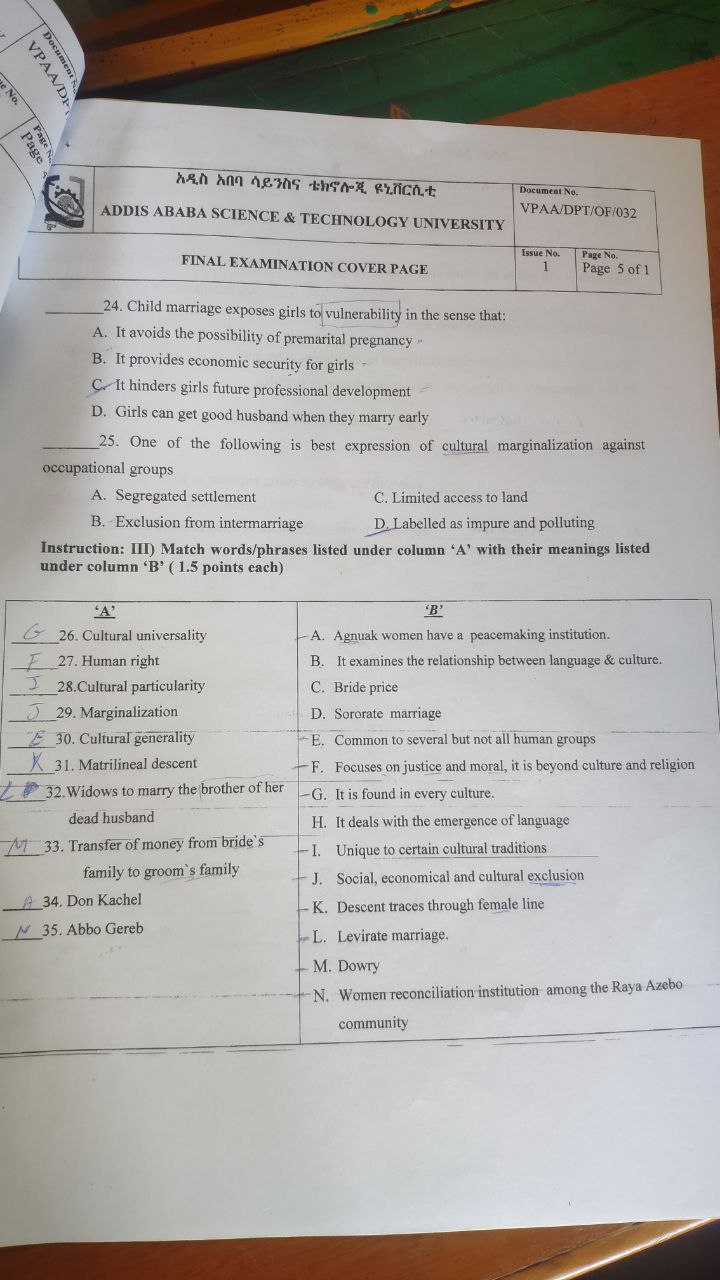 Document N
VPAA/DP
Page N
Page
አዲስ አበባ ሳይንስና ቴክኖሎጂ ዩኒቨርሲቲ
ADDIS ABABA SCIENCE & TECHNOLOGY UNIVERSITY
Document No.
VPAA/DPT/OF/032
FINAL EXAMINATION COVER PAGE
Issue No.
1
Page No.
Page 5 of 1
______24. Child marriage exposes girls to vulnerability in the sense that:
A. It avoids the possibility of premarital pregnancy
B. It provides economic security for girls
C. It hinders girls future professional development
D. Girls can get good husband when they marry early
______25. One of the following is best expression of cultural marginalization against
occupational groups
A. Segregated settlement
C. Limited access to land
B. Exclusion from intermarriage
D. Labelled as impure and polluting
Instruction: III) Match words/phrases listed under column ‘A’ with their meanings listed
under column ‘B’ ( 1.5 points each)
‘A’
G 26. Cultural universality
F 27. Human right
I 28.Cultural particularity
J 29. Marginalization
E 30. Cultural generality
K 31. Matrilineal descent
L 32.Widows to marry the brother of her
dead husband
M 33. Transfer of money from bride`s
family to groom`s family
A 34. Don Kachel
N 35. Abbo Gereb
‘B’
A. Agnuak women have a peacemaking institution.
B. It examines the relationship between language & culture.
C. Bride price
D. Sororate marriage
E. Common to several but not all human groups
F. Focuses on justice and moral, it is beyond culture and religion
G. It is found in every culture.
H. It deals with the emergence of language
I. Unique to certain cultural traditions
J. Social, economical and cultural exclusion
K. Descent traces through female line
L. Levirate marriage.
M. Dowry
N. Women reconciliation institution among the Raya Azebo
community